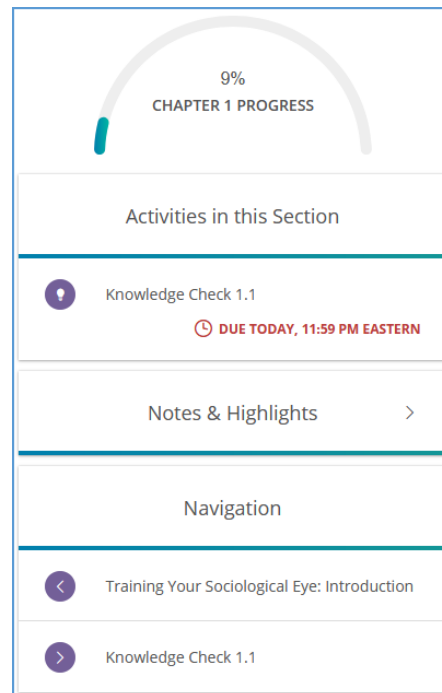 9%
CHAPTER 1 PROGRESS
Activities in this Section
Knowledge Check 1.1
DUE TODAY, 11:59 PM EASTERN
Notes & Highlights
Navigation
Training Your Sociological Eye: Introduction
Knowledge Check 1.1